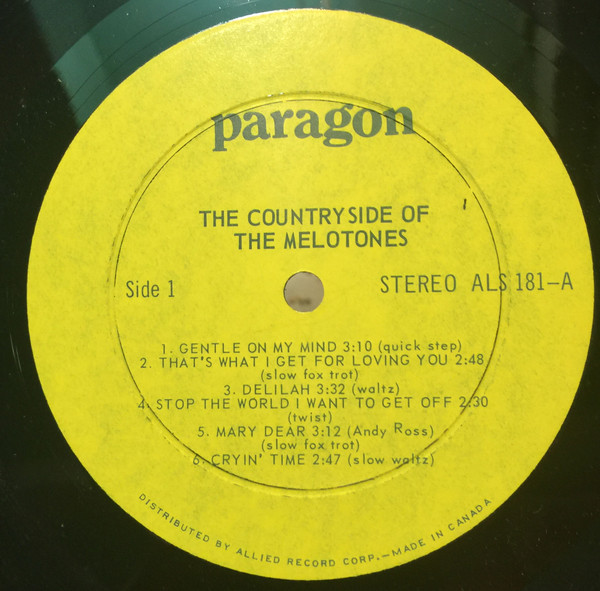 paragon
THE COUNTRYSIDE OF
THE MELOTONES
Side 1
STEREO ALS 181-A
1. GENTLE ON MY MIND 3:10 (quick step)
2. THAT'S WHAT I GET FOR LOVING YOU 2:48
(slow fox trot)
3. DELILAH 3:32 (waltz)
4. STOP THE WORLD I WANT TO GET OFF 2:30
(twist)
5. MARY DEAR 3:12 (Andy Ross)
(slow fox trot)
6. CRYIN' TIME 2:47 (slow waltz)
DISTRIBUTED BY ALLIED RECORD CORP.—MADE IN CANADA